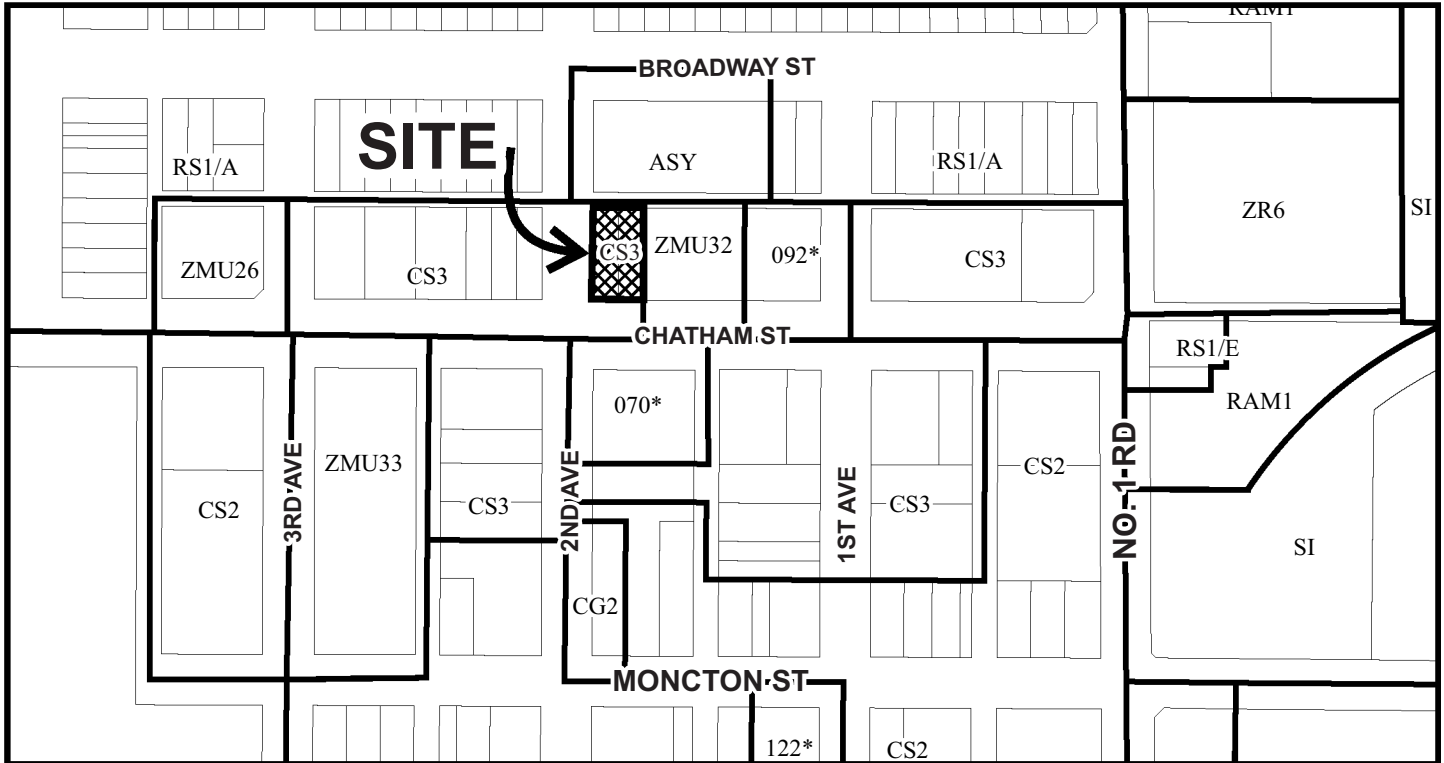 RAM1
BROADWAY ST
SITE
RS1/A
ASY
RS1/A
ZR6
SI
ZMU26
CS3
CS3
ZMU32
092*
CS3
CHATHAM ST
RS1/E
RAM1
070*
3RD AVE
ZMU33
2ND AVE
1ST AVE
CS2
NO. 1 RD
CS2
CS3
CS3
SI
CG2
MONCTON ST
122*
CS2